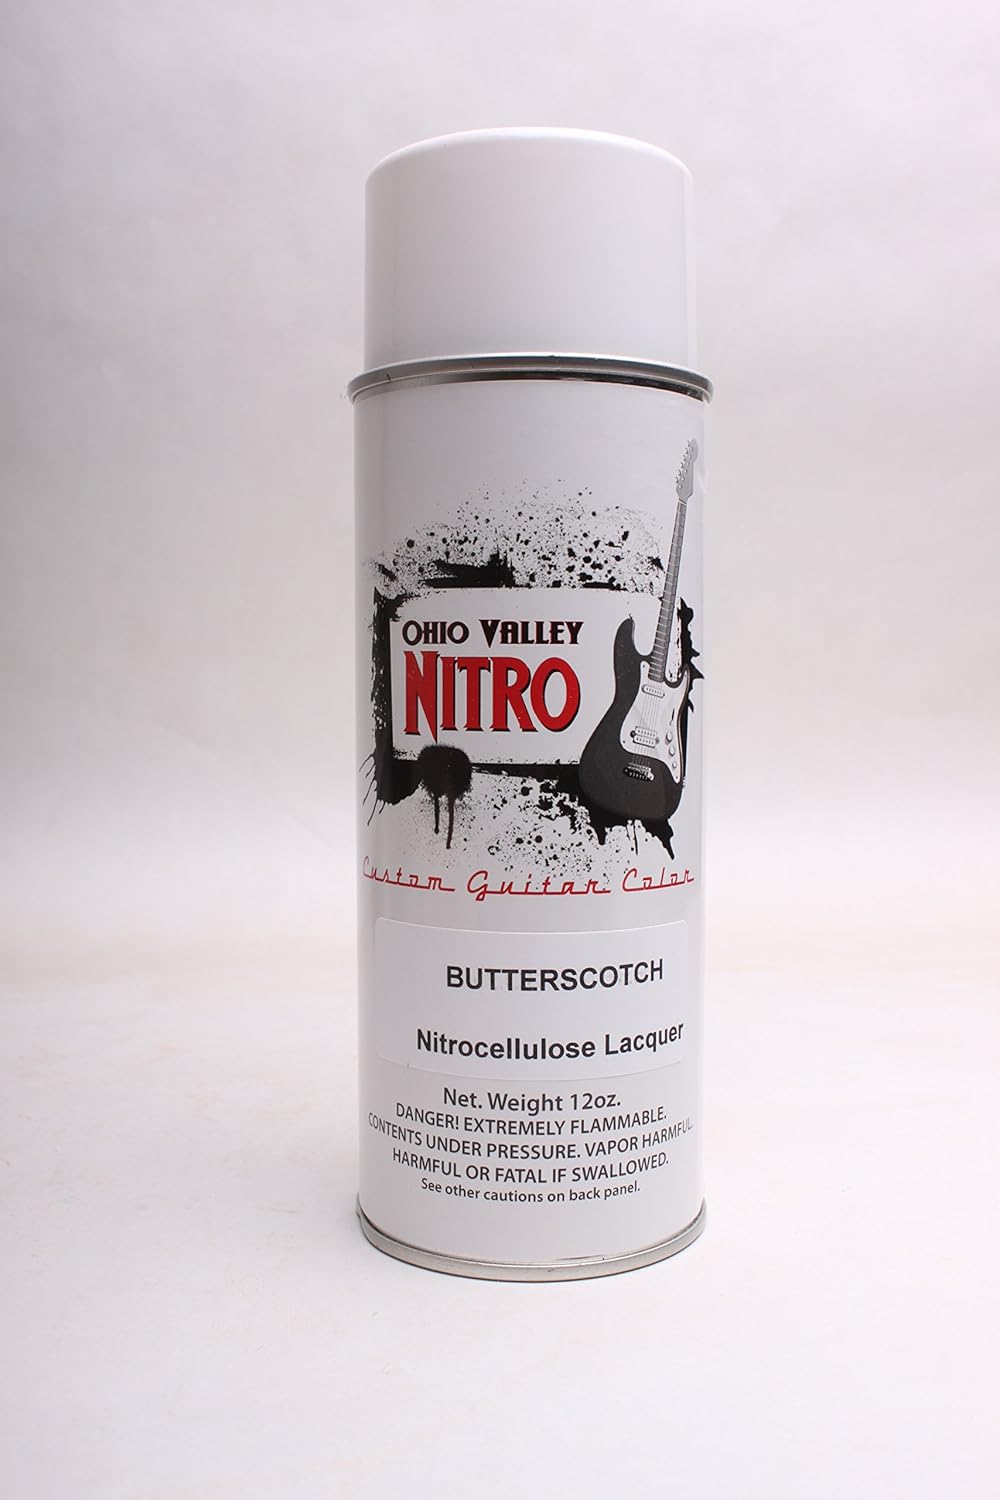 OHIO VALLEY
NITRO
Custom Guitar Color
BUTTERSCOTCH
Nitrocellulose Lacquer
Net. Weight 12oz.
DANGER! EXTREMELY FLAMMABLE.
CONTENTS UNDER PRESSURE. VAPOR HARMFUL.
HARMFUL OR FATAL IF SWALLOWED.
See other cautions on back panel.